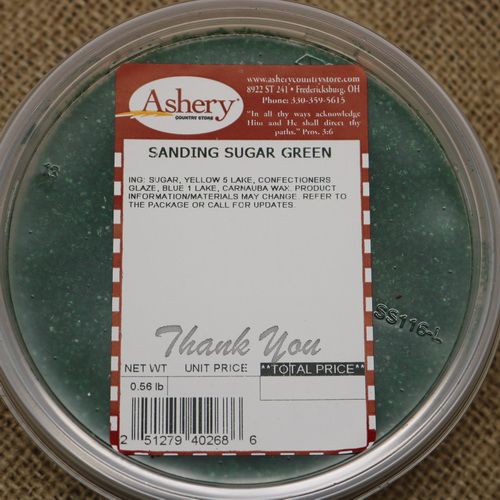 Ashery
COUNTRY STORE
www.asherycountrystore.com
8922 ST 241 • Fredericksburg, OH
Phone: 330-359-5615
"In all thy ways acknowledge
Him and He shall direct thy
paths." Prov. 3:6
SANDING SUGAR GREEN
ING: SUGAR, YELLOW 5 LAKE, CONFECTIONERS
GLAZE, BLUE 1 LAKE, CARNAUBA WAX. PRODUCT
INFORMATION/MATERIALS MAY CHANGE. REFER TO
THE PACKAGE OR CALL FOR UPDATES.
SS116-L
Thank You
NET WT UNIT PRICE **TOTAL PRICE**
0.56 lb
2 51279 40268 6